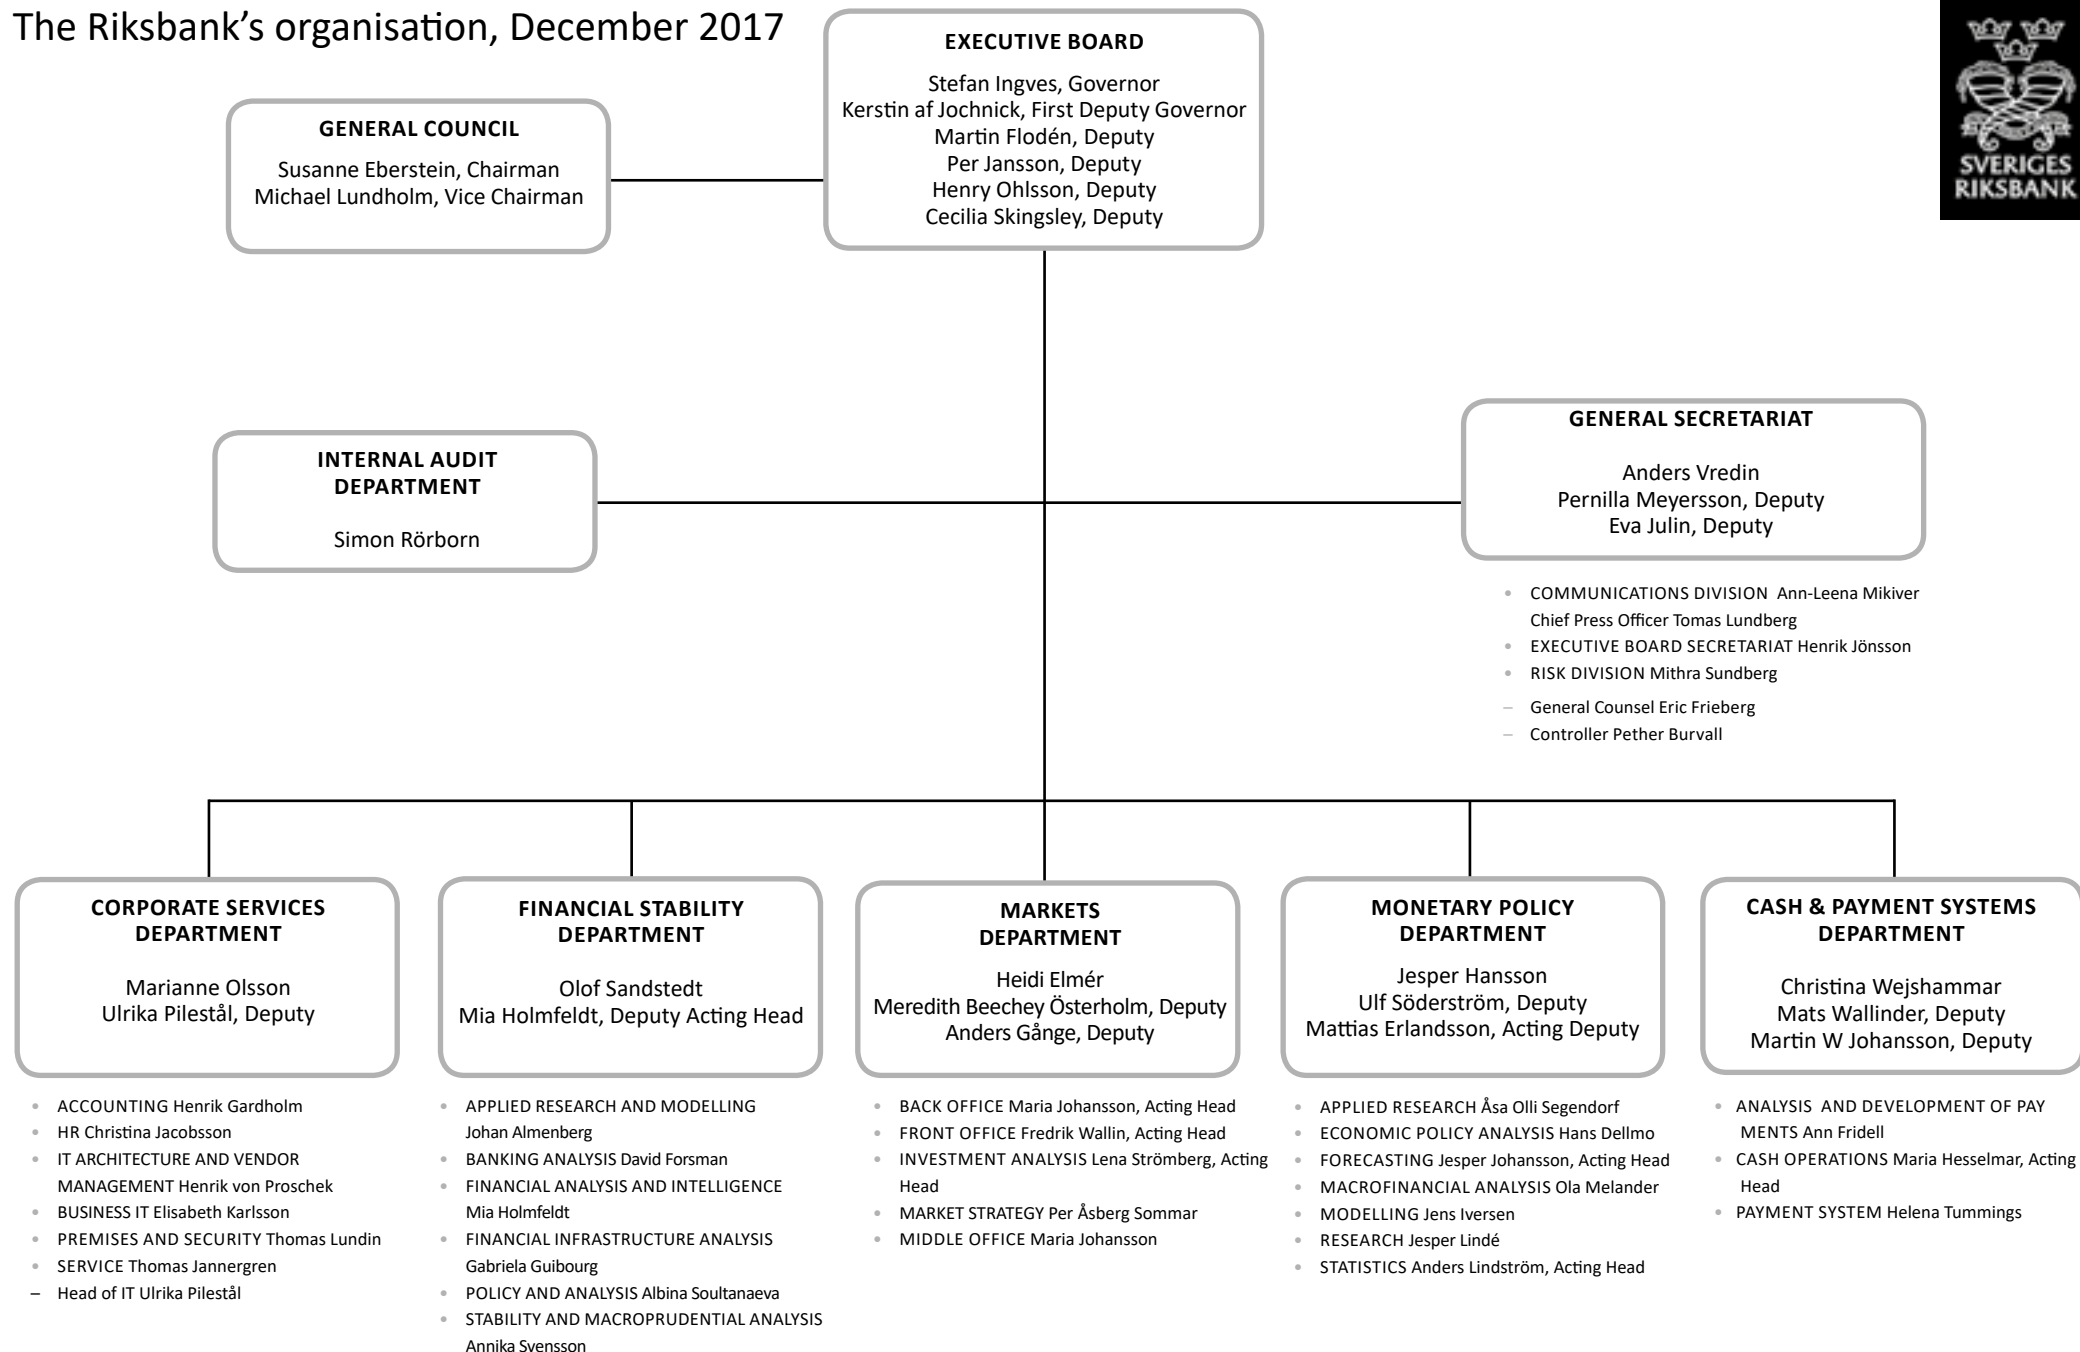 The Riksbank's organisation, December 2017
EXECUTIVE BOARD
Stefan Ingves, Governor
Kerstin af Jochnick, First Deputy Governor
Martin Flodén, Deputy
Per Jansson, Deputy
Henry Ohlsson, Deputy
Cecilia Skingsley, Deputy
SVERIGES
RIKSBANK
GENERAL COUNCIL
Susanne Eberstein, Chairman
Michael Lundholm, Vice Chairman
INTERNAL AUDIT
DEPARTMENT
Simon Rörborn
GENERAL SECRETARIAT
Anders Vredin
Pernilla Meyersson, Deputy
Eva Julin, Deputy
• COMMUNICATIONS DIVISION Ann-Leena Mikiver
Chief Press Officer Tomas Lundberg
• EXECUTIVE BOARD SECRETARIAT Henrik Jönsson
• RISK DIVISION Mithra Sundberg
– General Counsel Eric Frieberg
– Controller Pether Burvall
CORPORATE SERVICES
DEPARTMENT
Marianne Olsson
Ulrika Pilestål, Deputy
• ACCOUNTING Henrik Gardholm
• HR Christina Jacobsson
• IT ARCHITECTURE AND VENDOR
MANAGEMENT Henrik von Proschek
• BUSINESS IT Elisabeth Karlsson
• PREMISES AND SECURITY Thomas Lundin
• SERVICE Thomas Jannergren
– Head of IT Ulrika Pilestål
FINANCIAL STABILITY
DEPARTMENT
Olof Sandstedt
Mia Holmfeldt, Deputy Acting Head
• APPLIED RESEARCH AND MODELLING
Johan Almenberg
• BANKING ANALYSIS David Forsman
• FINANCIAL ANALYSIS AND INTELLIGENCE
Mia Holmfeldt
• FINANCIAL INFRASTRUCTURE ANALYSIS
Gabriela Guibourg
• POLICY AND ANALYSIS Albina Soultanaeva
• STABILITY AND MACROPRUDENTIAL ANALYSIS
Annika Svensson
MARKETS
DEPARTMENT
Heidi Elmér
Meredith Beechey Österholm, Deputy
Anders Gånge, Deputy
• BACK OFFICE Maria Johansson, Acting Head
• FRONT OFFICE Fredrik Wallin, Acting Head
• INVESTMENT ANALYSIS Lena Strömberg, Acting
Head
• MARKET STRATEGY Per Åsberg Sommar
• MIDDLE OFFICE Maria Johansson
MONETARY POLICY
DEPARTMENT
Jesper Hansson
Ulf Söderström, Deputy
Mattias Erlandsson, Acting Deputy
• APPLIED RESEARCH Åsa Olli Segendorf
• ECONOMIC POLICY ANALYSIS Hans Dellmo
• FORECASTING Jesper Johansson, Acting Head
• MACROFINANCIAL ANALYSIS Ola Melander
• MODELLING Jens Iversen
• RESEARCH Jesper Lindé
• STATISTICS Anders Lindström, Acting Head
CASH & PAYMENT SYSTEMS
DEPARTMENT
Christina Wejshammar
Mats Wallinder, Deputy
Martin W Johansson, Deputy
• ANALYSIS AND DEVELOPMENT OF PAY
MENTS Ann Fridell
• CASH OPERATIONS Maria Hesselmar, Acting
Head
• PAYMENT SYSTEM Helena Tummings